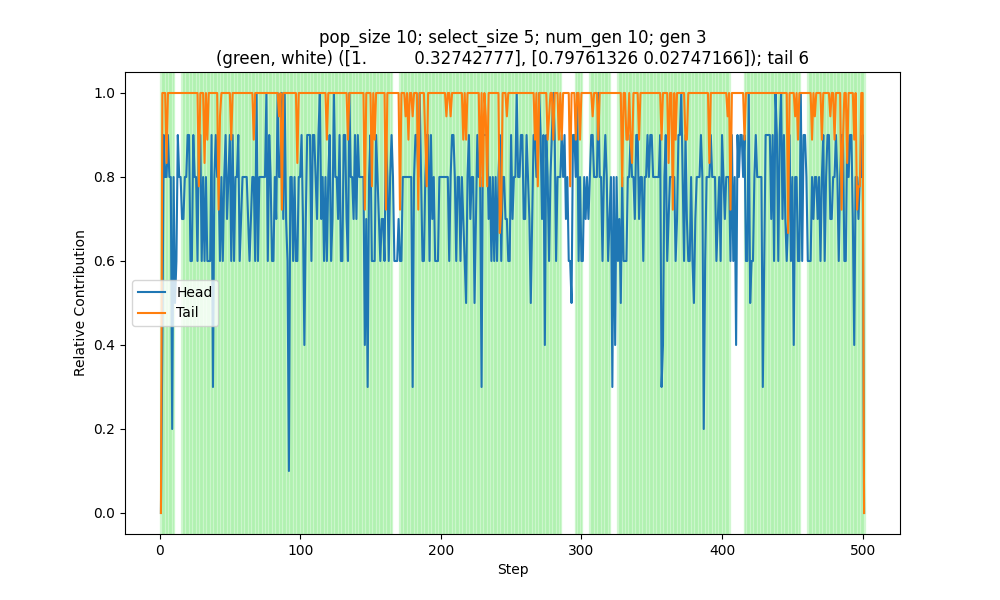 pop_size 10; select_size 5; num_gen 10; gen 3
(green, white) ([1.         0.32742777], [0.79761326 0.02747166]); tail 6
1.0
0.8
0.6
0.4
0.2
0.0
Relative Contribution
Head
Tail
0
100
200
300
400
500
Step